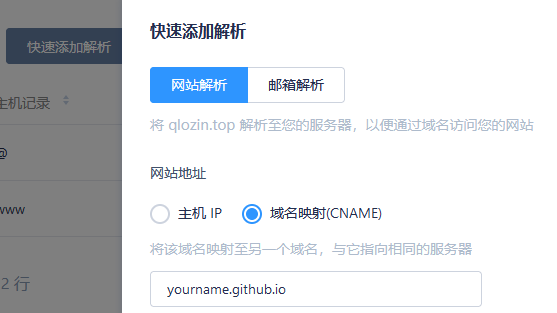 快速添加解析
快速添加解析
网站解析 邮箱解析
主机记录
将 qlozin.top 解析至您的服务器，以便通过域名访问您的网站
@
网站地址
www
主机 IP 域名映射(CNAME)
将该域名映射至另一个域名，与它指向相同的服务器
2 行
yourname.github.io